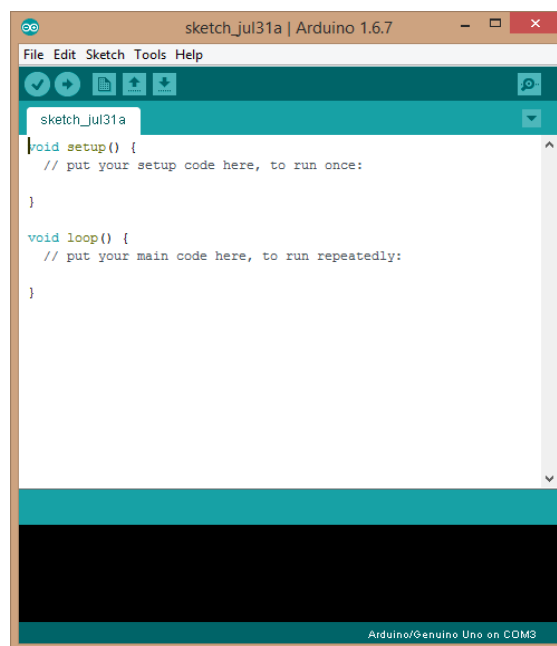 sketch_jul31a | Arduino 1.6.7
File Edit Sketch Tools Help
sketch_jul31a
void setup() {
  // put your setup code here, to run once:
}
void loop() {
  // put your main code here, to run repeatedly:
}
Arduino/Genuino Uno on COM3